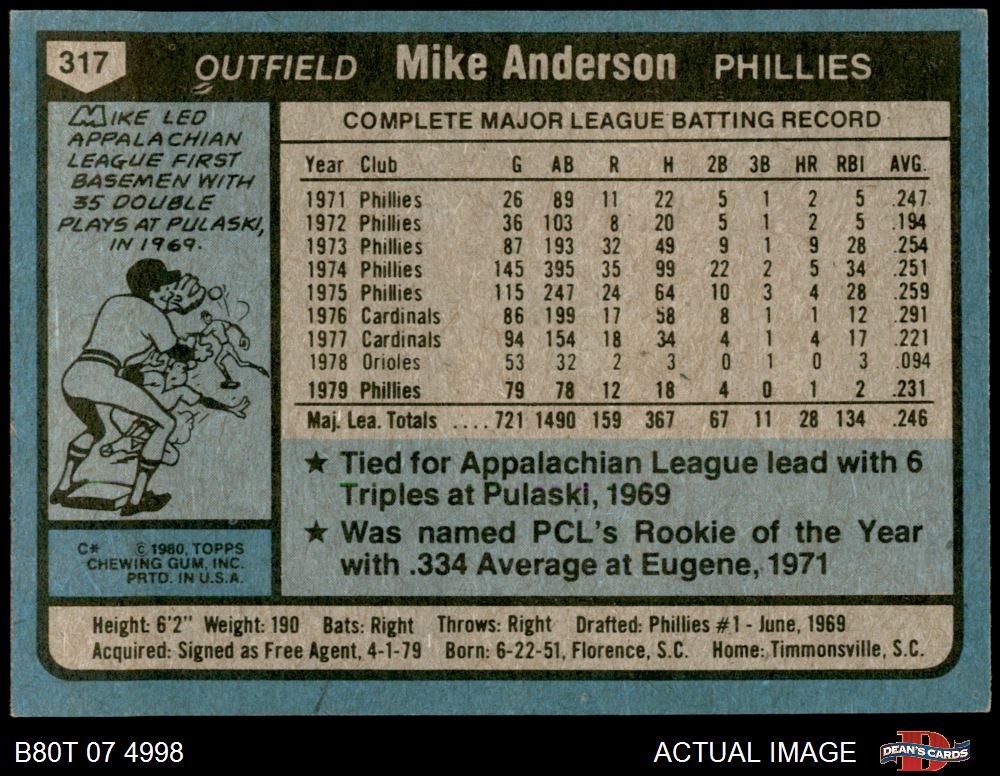 317 OUTFIELD Mike Anderson PHILLIES
MIKE LED
APPALACHIAN
LEAGUE FIRST
BASEMEN WITH
35 DOUBLE
PLAYS AT PULASKI,
IN 1969.
COMPLETE MAJOR LEAGUE BATTING RECORD
Year Club G AB R H 2B 3B HR RBI AVG.
1971 Phillies 26 89 11 22 5 1 2 5 .247
1972 Phillies 36 103 8 20 5 1 2 5 .194
1973 Phillies 87 193 32 49 9 1 9 28 .254
1974 Phillies 145 395 35 99 22 2 5 34 .251
1975 Phillies 115 247 24 64 10 3 4 28 .259
1976 Cardinals 86 199 17 58 8 1 1 12 .291
1977 Cardinals 94 154 18 34 4 1 4 17 .221
1978 Orioles 53 32 2 3 0 1 0 3 .094
1979 Phillies 79 78 12 18 4 0 1 2 .231
Maj. Lea. Totals ....721 1490 159 367 67 11 28 134 .246
★ Tied for Appalachian League lead with 6
Triples at Pulaski, 1969
★ Was named PCL's Rookie of the Year
with .334 Average at Eugene, 1971
C* © 1980, TOPPS
CHEWING GUM, INC.
PRTD. IN U.S.A.
Height: 6'2" Weight: 190 Bats: Right Throws: Right Drafted: Phillies #1 - June, 1969
Acquired: Signed as Free Agent, 4-1-79 Born: 6-22-51, Florence, S.C. Home: Timmonsville, S.C.
B80T 07 4998 ACTUAL IMAGE D DEAN'S CARDS